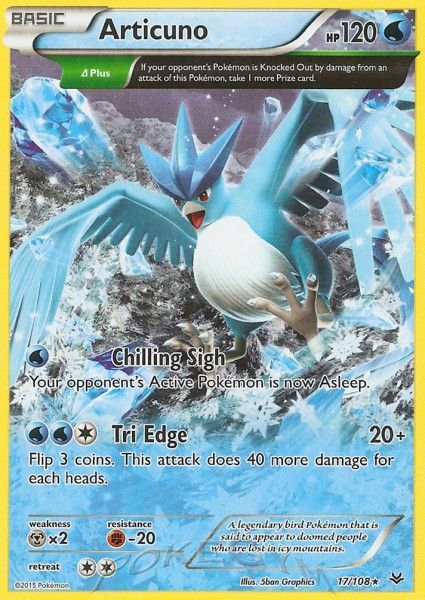 BASIC
Articuno
HP120
Δ Plus
If your opponent's Pokémon is Knocked Out by damage from an
attack of this Pokémon, take 1 more Prize card.
Chilling Sigh
Your opponent's Active Pokémon is now Asleep.
Tri Edge 20+
Flip 3 coins. This attack does 40 more damage for
each heads.
weakness resistance
×2 -20
retreat
A legendary bird Pokémon that is
said to appear to doomed people
who are lost in icy mountains.
©2015 Pokémon Illus. 5ban Graphics 17/108